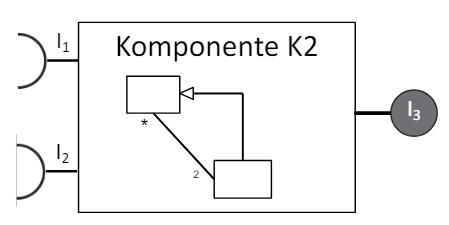 I₁
Komponente K2
I₃
*
I₂
2